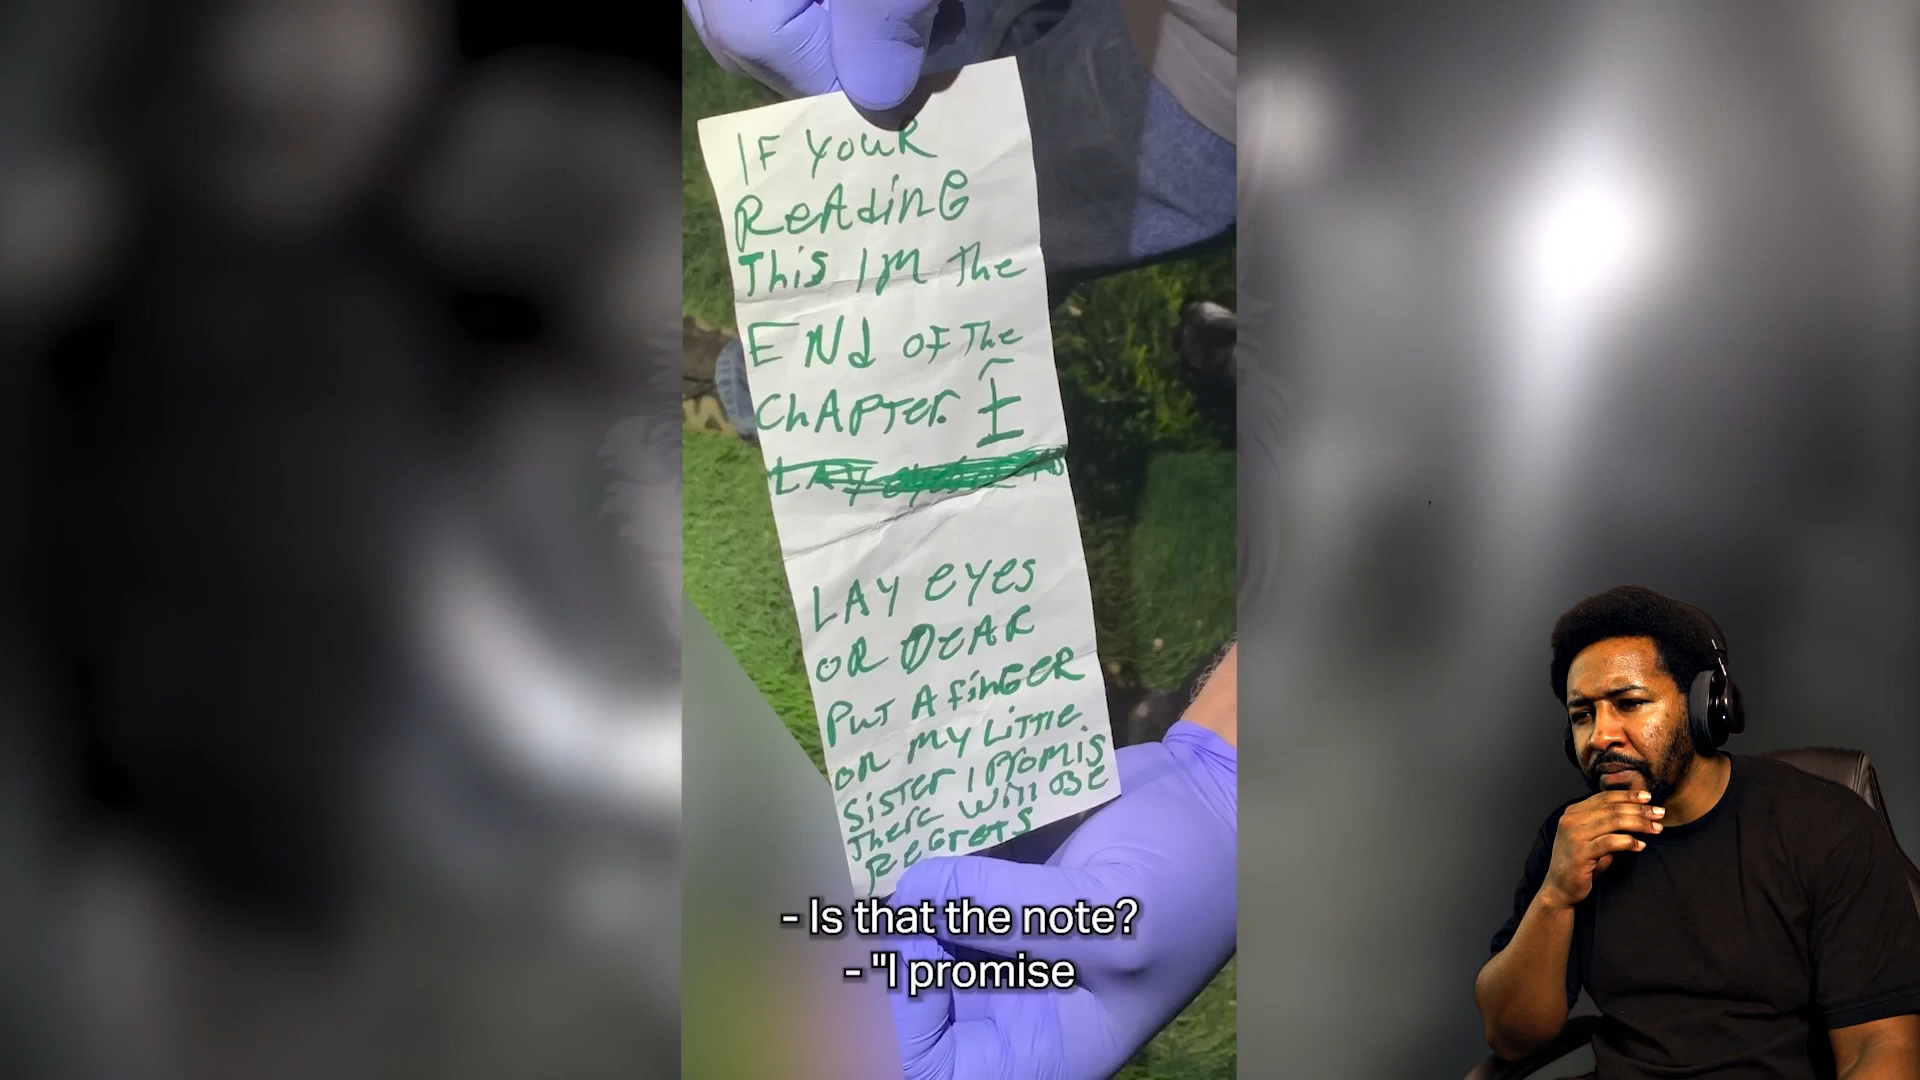 IF YOUR
ReAdinG
This IM The
ENd OF The
ChAPTer. I
LAY
LAY eYeS
OR DEAR
PuT A finGER
on MY LiTTle
SiSTER I PromiS
There Will BE
ReGreTS
- Is that the note?
- "I promise